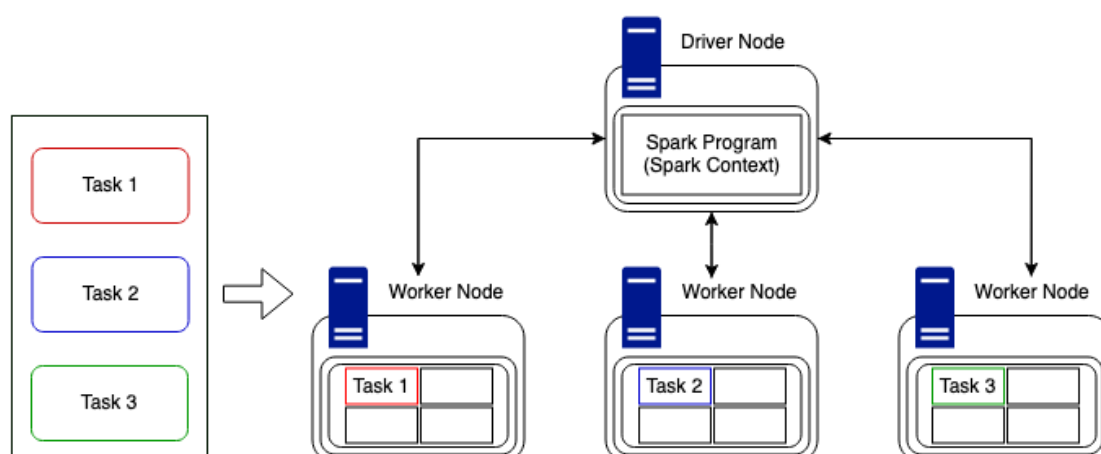 Driver Node
Spark Program
(Spark Context)
Task 1
Task 2
Task 3
Worker Node
Worker Node
Worker Node
Task 1
Task 2
Task 3